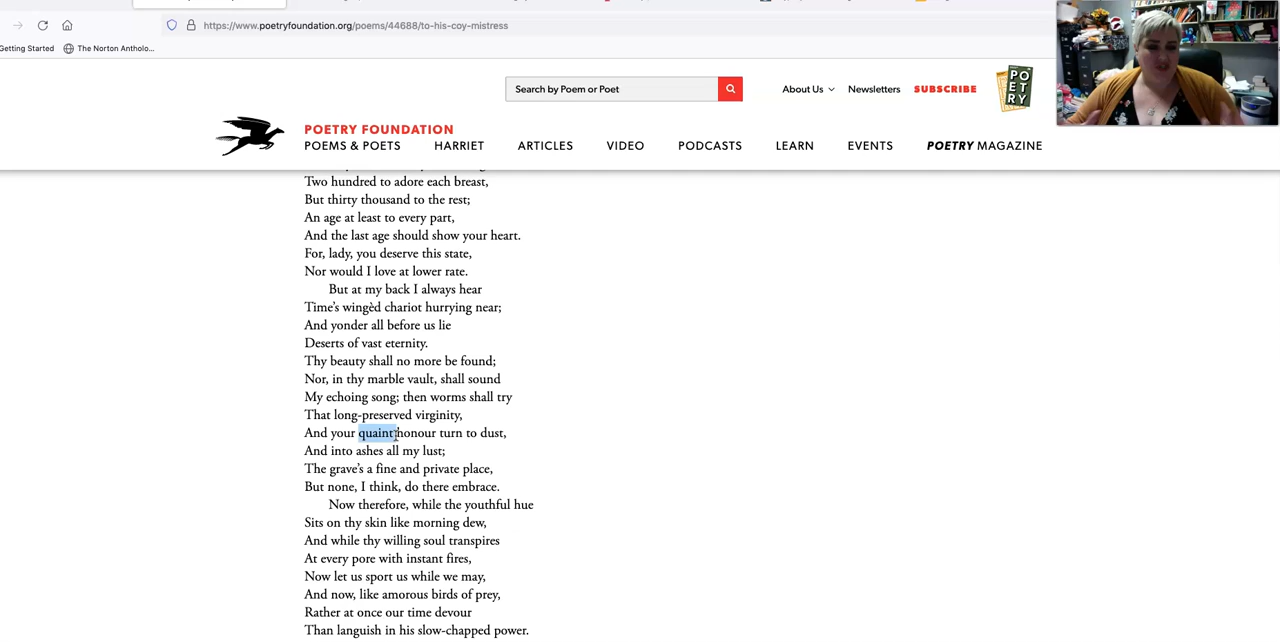 https://www.poetryfoundation.org/poems/44688/to-his-coy-mistress
Getting Started
The Norton Antholo...
Search by Poem or Poet
About Us
Newsletters
SUBSCRIBE
PO
ET
RY
POETRY FOUNDATION
POEMS & POETS
HARRIET
ARTICLES
VIDEO
PODCASTS
LEARN
EVENTS
POETRY MAGAZINE
Two hundred to adore each breast,
But thirty thousand to the rest;
An age at least to every part,
And the last age should show your heart.
For, lady, you deserve this state,
Nor would I love at lower rate.
But at my back I always hear
Time's wingèd chariot hurrying near;
And yonder all before us lie
Deserts of vast eternity.
Thy beauty shall no more be found;
Nor, in thy marble vault, shall sound
My echoing song; then worms shall try
That long-preserved virginity,
And your quaint honour turn to dust,
And into ashes all my lust;
The grave's a fine and private place,
But none, I think, do there embrace.
Now therefore, while the youthful hue
Sits on thy skin like morning dew,
And while thy willing soul transpires
At every pore with instant fires,
Now let us sport us while we may,
And now, like amorous birds of prey,
Rather at once our time devour
Than languish in his slow-chapped power.